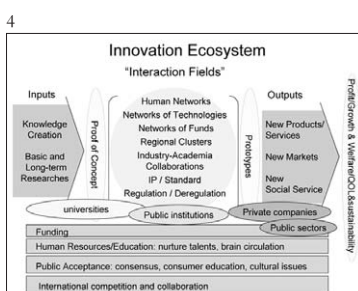 4
Innovation Ecosystem
"Interaction Fields"
Inputs
Knowledge
Creation
Basic and
Long-term
Researches
Proof of Concept
Human Networks
Networks of Technologies
Networks of Funds
Regional Clusters
Industry-Academia
Collaborations
IP / Standard
Regulation / Deregulation
Prototypes
Outputs
New Products/
Services
New Markets
New
Social Service
Profit/Growth & Welfare/QOL&sustainability
universities
Public institutions
Private companies
Public sectors
Funding
Human Resources/Education: nurture talents, brain circulation
Public Acceptance: consensus, consumer education, cultural issues
International competition and collaboration